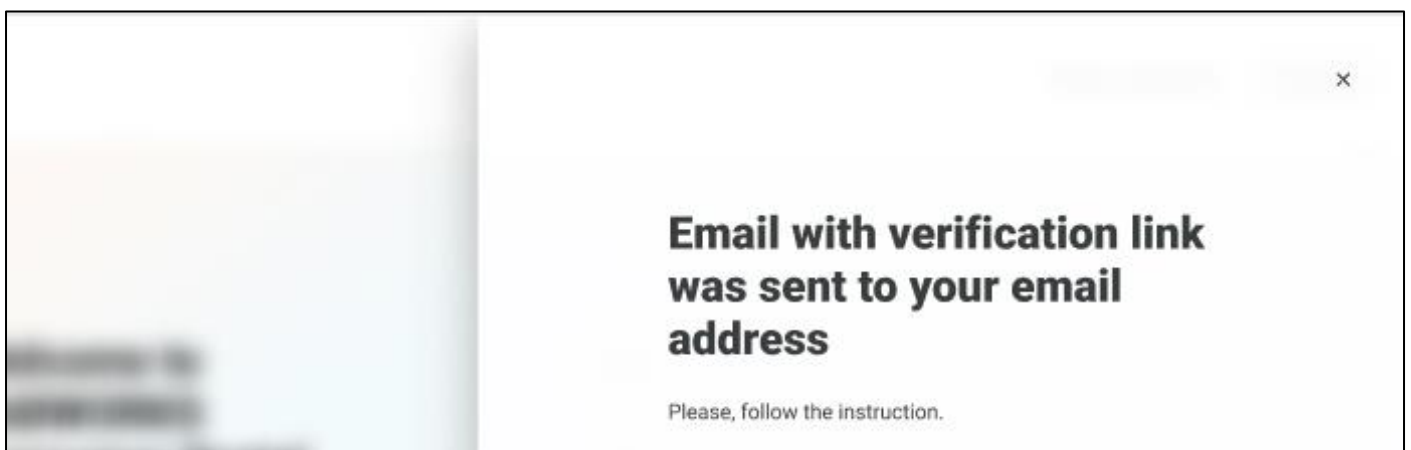 Email with verification link
was sent to your email
address
Please, follow the instruction.